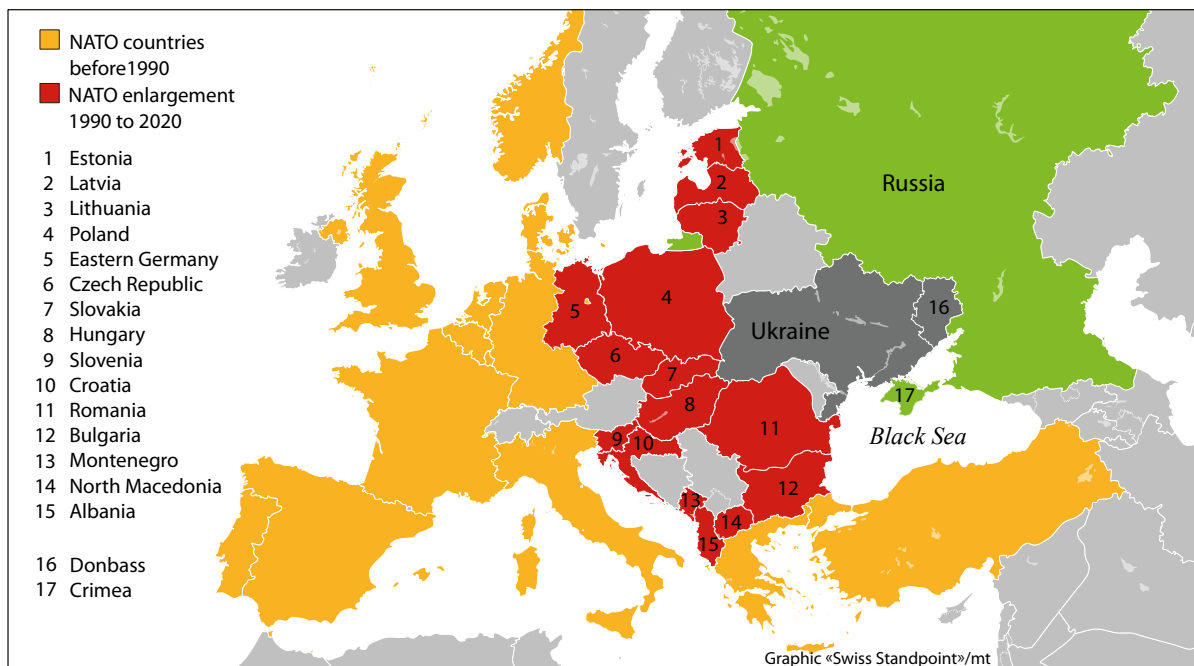 NATO countries
before1990
NATO enlargement
1990 to 2020
1 Estonia
2 Latvia
3 Lithuania
4 Poland
5 Eastern Germany
6 Czech Republic
7 Slovakia
8 Hungary
9 Slovenia
10 Croatia
11 Romania
12 Bulgaria
13 Montenegro
14 North Macedonia
15 Albania
16 Donbass
17 Crimea
1
2
3
Russia
4
5
16
Ukraine
6
7
8
17
9
10
11
Black Sea
12
13
14
15
Graphic «Swiss Standpoint»/mt